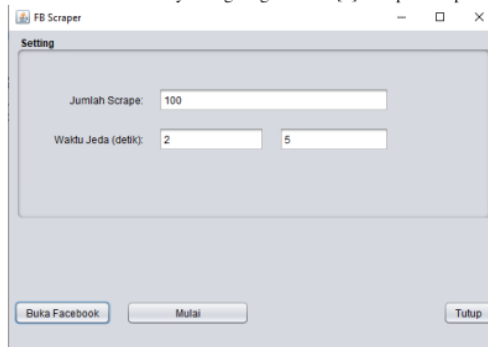 FB Scraper
Setting
Jumlah Scrape: 100
Waktu Jeda (detik): 2 5
Buka Facebook Mulai Tutup